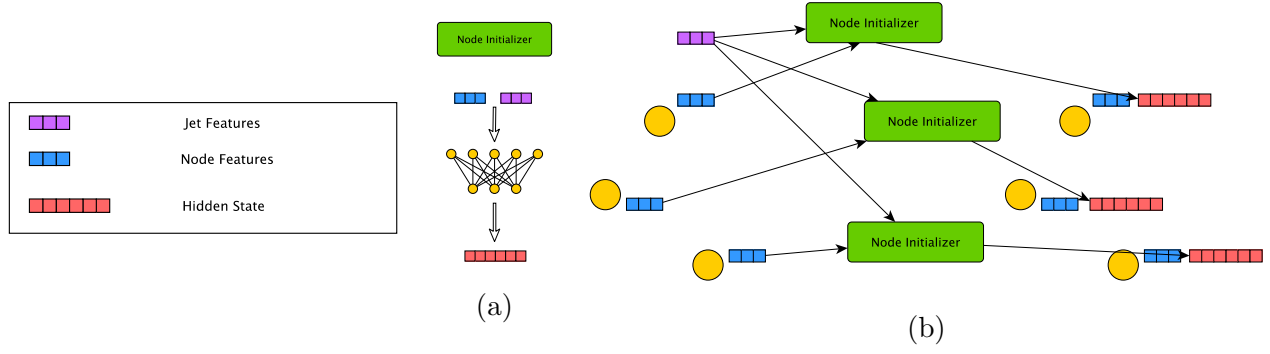 Jet Features
Node Features
Hidden State
Node Initializer
(a)
Node Initializer
Node Initializer
Node Initializer
(b)